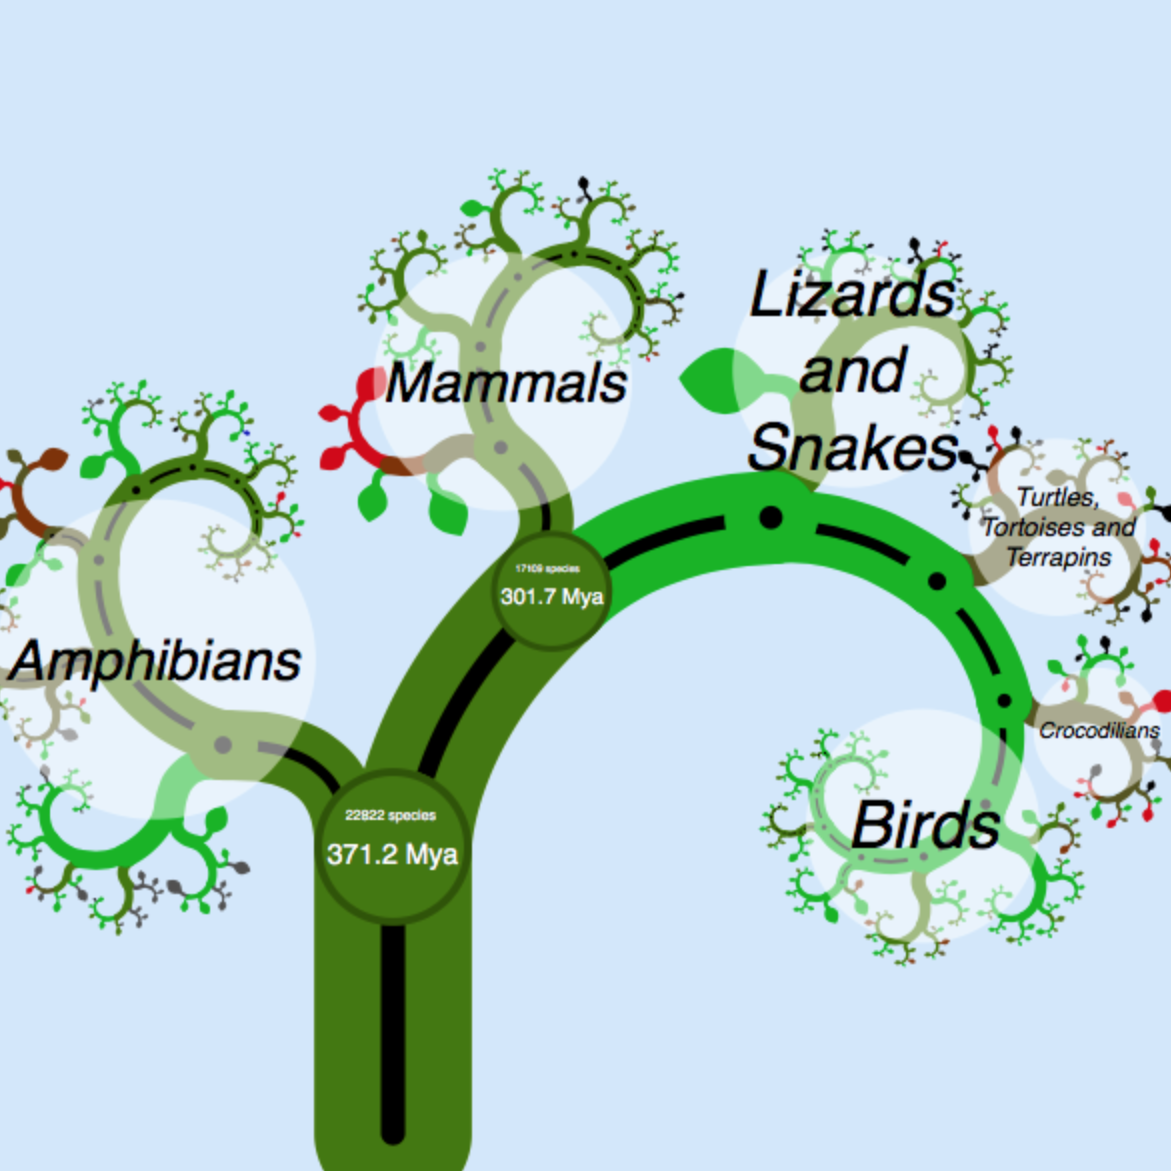 Lizards
and
Snakes
Mammals
Turtles,
Tortoises and
Terrapins
17109 species
301.7 Mya
Amphibians
Crocodilians
Birds
22822 species
371.2 Mya